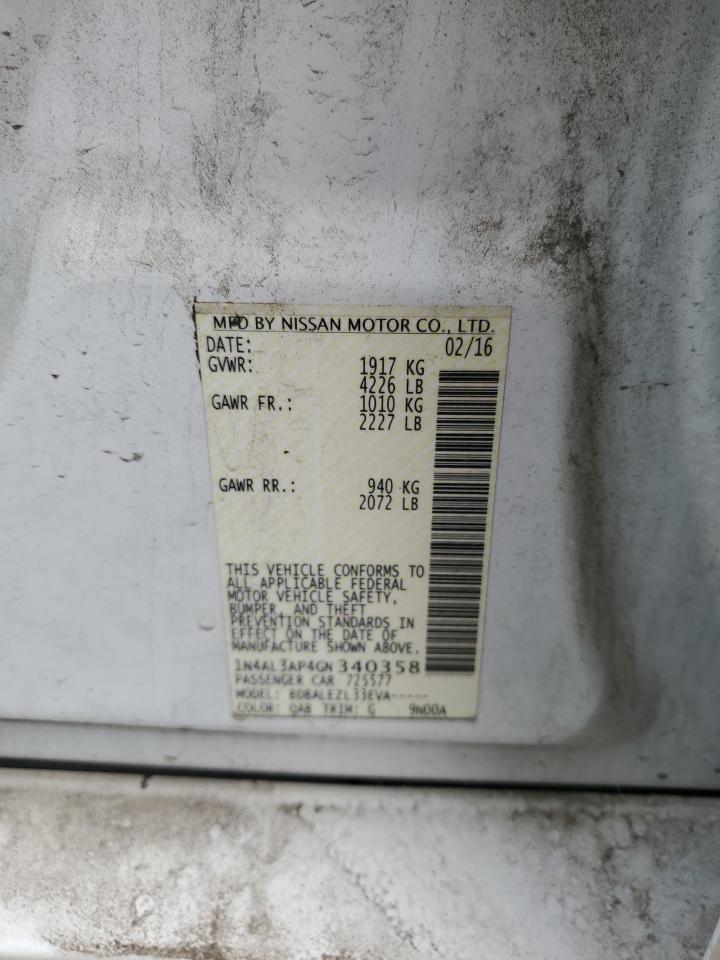 MFD BY NISSAN MOTOR CO., LTD.
DATE: 02/16
GVWR: 1917 KG
4226 LB
GAWR FR.: 1010 KG
2227 LB
GAWR RR.: 940 KG
2072 LB
THIS VEHICLE CONFORMS TO
ALL APPLICABLE FEDERAL
MOTOR VEHICLE SAFETY,
BUMPER, AND THEFT
PREVENTION STANDARDS IN
EFFECT ON THE DATE OF
MANUFACTURE SHOWN ABOVE.
1N4AL3AP4GN340358
PASSENGER CAR 725577
MODEL: BDBALEZL33EVA-----
COLOR: QAB TRIM: G 9N00A